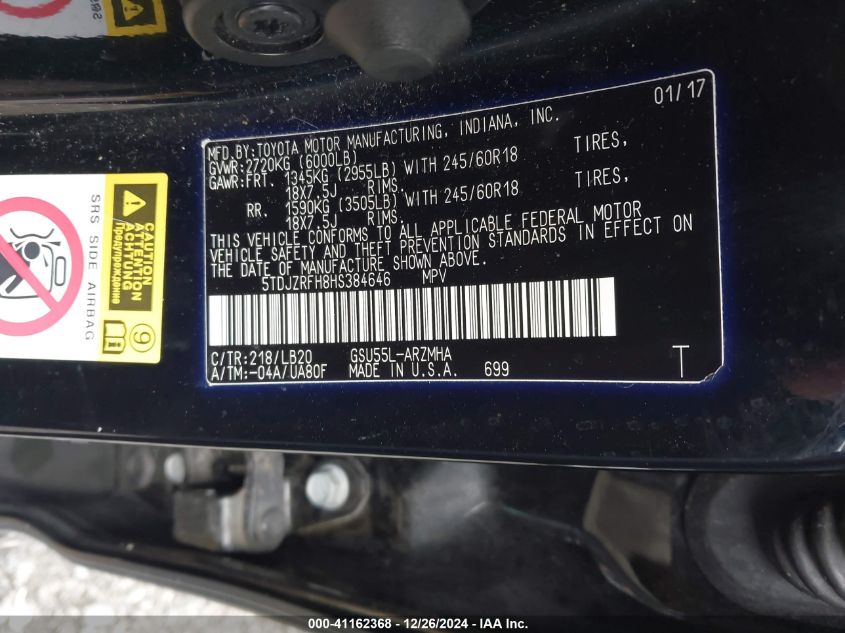 01/17
MFD.BY:TOYOTA MOTOR MANUFACTURING, INDIANA, INC.
GVWR:2720KG (6000LB)
GAWR:FRT. 1345KG (2955LB) WITH 245/60R18 TIRES,
18X7.5J RIMS.
RR. 1590KG (3505LB) WITH 245/60R18 TIRES,
18X7.5J RIMS.
THIS VEHICLE CONFORMS TO ALL APPLICABLE FEDERAL MOTOR
VEHICLE SAFETY AND THEFT PREVENTION STANDARDS IN EFFECT ON
THE DATE OF MANUFACTURE SHOWN ABOVE.
5TDJZRFH8HS384646 MPV
C/TR:218/LB20 GSU55L-ARZMHA
A/TM:-04A/UA80F MADE IN U.S.A. 699
T
CAUTION
ATTENTION
ACHTUNG
Предупреждение
SRS SIDE AIRBAG
9
000-41162368 - 12/26/2024 - IAA Inc.